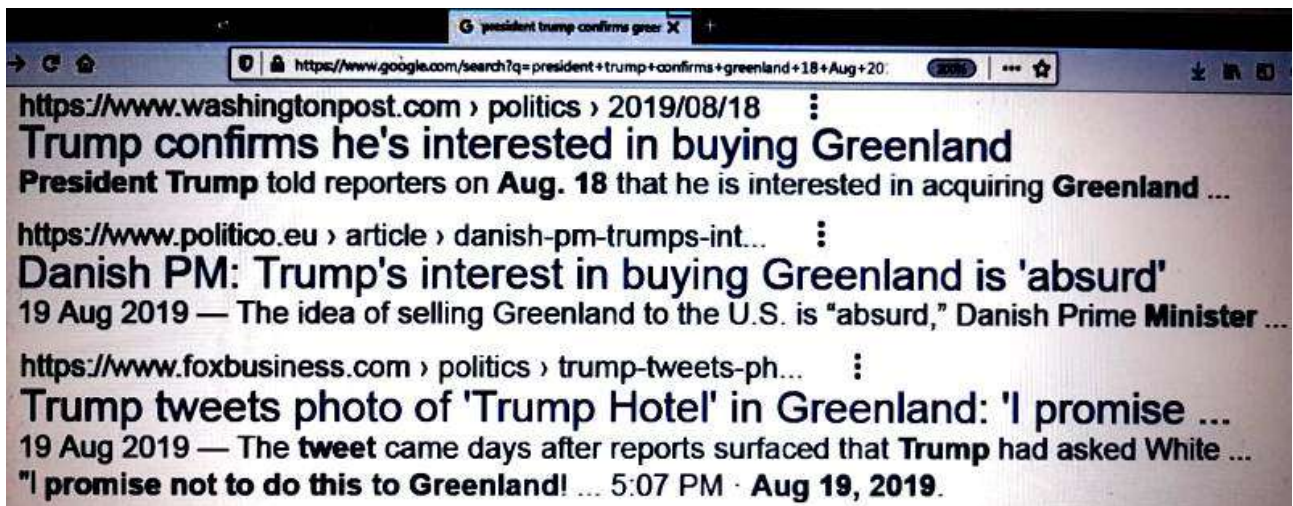 G president trump confirms greer X +
https://www.google.com/search?q=president+trump+confirms+greenland+18+Aug+20: 200% ...
https://www.washingtonpost.com › politics › 2019/08/18
Trump confirms he's interested in buying Greenland
President Trump told reporters on Aug. 18 that he is interested in acquiring Greenland ...
https://www.politico.eu › article › danish-pm-trumps-int...
Danish PM: Trump's interest in buying Greenland is 'absurd'
19 Aug 2019 — The idea of selling Greenland to the U.S. is “absurd,” Danish Prime Minister ...
https://www.foxbusiness.com › politics › trump-tweets-ph...
Trump tweets photo of 'Trump Hotel' in Greenland: 'I promise ...
19 Aug 2019 — The tweet came days after reports surfaced that Trump had asked White ...
"I promise not to do this to Greenland! ... 5:07 PM · Aug 19, 2019.